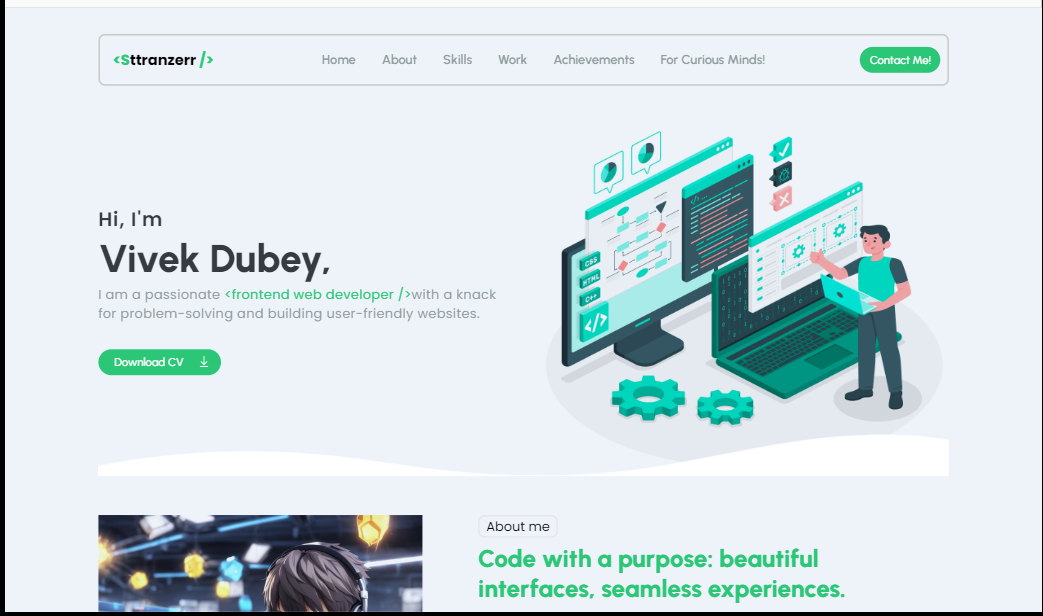 <Sttranzerr />
Home About Skills Work Achievements For Curious Minds! Contact Me!
Hi, I'm
Vivek Dubey,
I am a passionate <frontend web developer />with a knack
for problem-solving and building user-friendly websites.
Download CV
CSS
HTML
C++
</>
About me
Code with a purpose: beautiful
interfaces, seamless experiences.